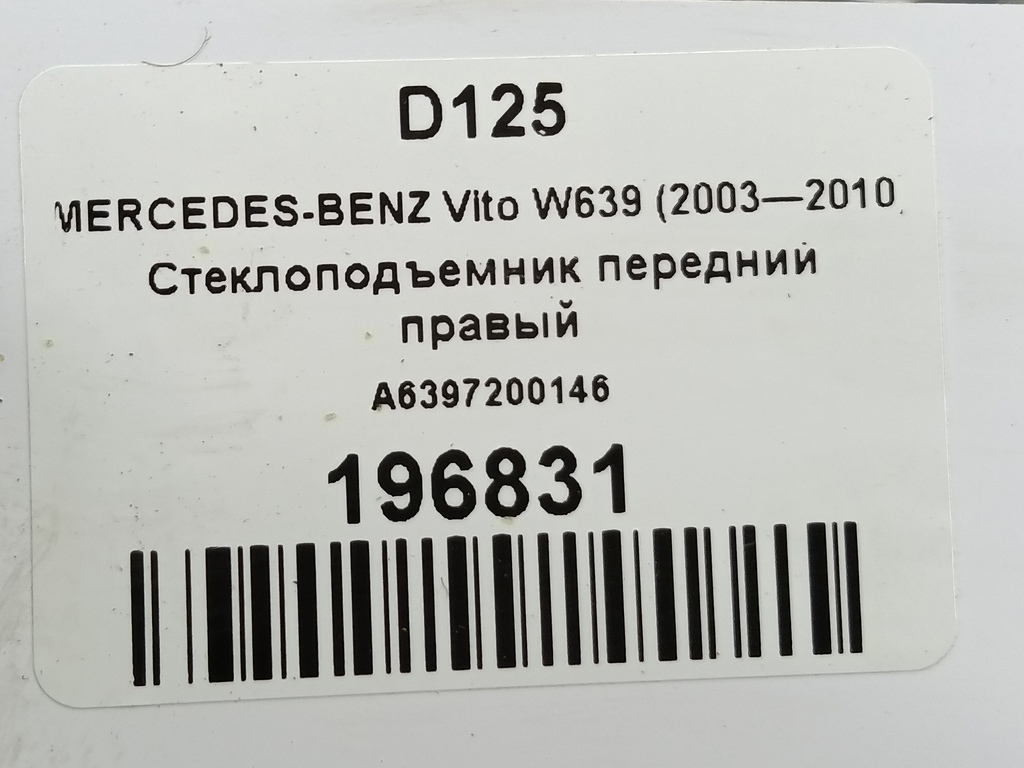 D125
MERCEDES-BENZ Vito W639 (2003—2010
Стеклоподъемник передний
правый
A6397200146
196831